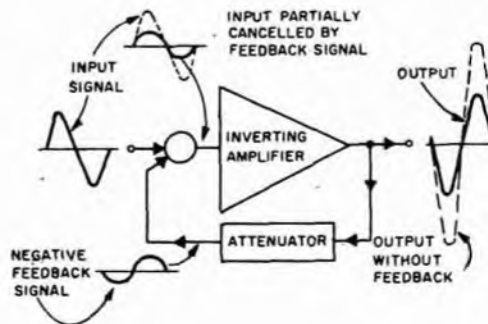 INPUT PARTIALLY
CANCELLED BY
FEEDBACK SIGNAL
INPUT
SIGNAL
OUTPUT
INVERTING
AMPLIFIER
ATTENUATOR
NEGATIVE
FEEDBACK
SIGNAL
OUTPUT
WITHOUT
FEEDBACK